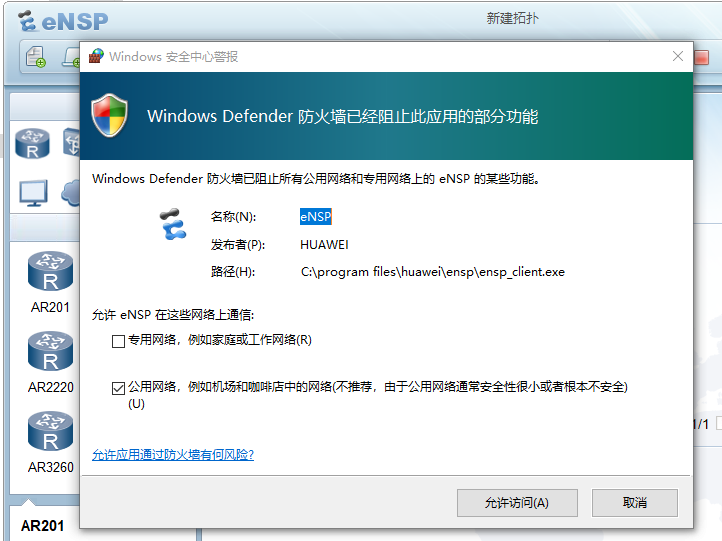 eNSP
新建拓扑
Windows 安全中心警报
Windows Defender 防火墙已经阻止此应用的部分功能
Windows Defender 防火墙已阻止所有公用网络和专用网络上的 eNSP 的某些功能。
名称(N): eNSP
发布者(P): HUAWEI
路径(H): C:\program files\huawei\ensp\ensp_client.exe
允许 eNSP 在这些网络上通信:
专用网络，例如家庭或工作网络(R)
公用网络，例如机场和咖啡店中的网络(不推荐，由于公用网络通常安全性很小或者根本不安全)
(U)
允许应用通过防火墙有何风险?
允许访问(A) 取消
R
R
AR201
R
AR2220
R
AR3260
AR201
1/1